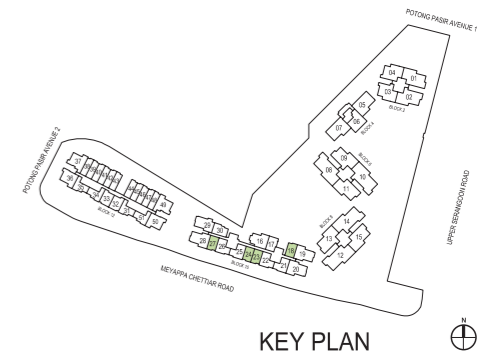 POTONG PASIR AVENUE 1
04 01
03 02
BLOCK 2
05
06
07
BLOCK 4
09
BLOCK 6
08 10
11
POTONG PASIR AVENUE 2
37
36
35
34
33
32
31
50
49
BLOCK 12
UPPER SERANGOON ROAD
BLOCK 8
14
13 15
12
29 30
28 27 26
16 17
18 19
25 24 23 22
21 20
BLOCK 10
MEYAPPA CHETTIAR ROAD
N
KEY PLAN